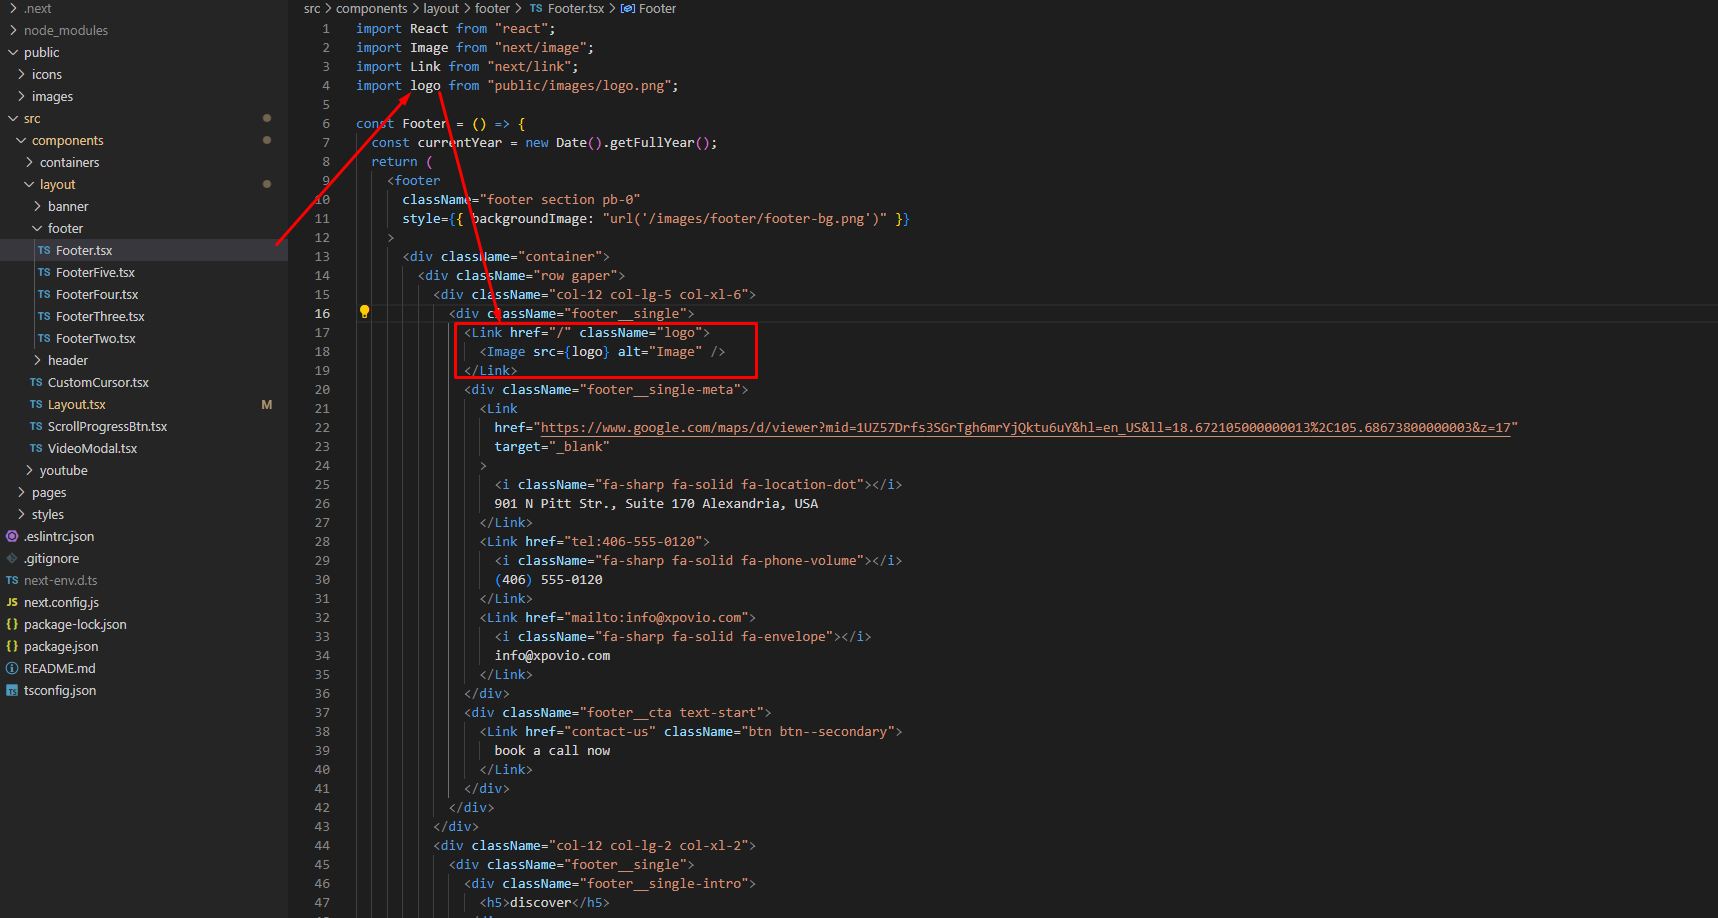 .next
node_modules
public
icons
images
src
components
containers
layout
banner
footer
TS Footer.tsx
TS FooterFive.tsx
TS FooterFour.tsx
TS FooterThree.tsx
TS FooterTwo.tsx
header
TS CustomCursor.tsx
TS Layout.tsx M
TS ScrollProgressBtn.tsx
TS VideoModal.tsx
youtube
pages
styles
.eslintrc.json
.gitignore
TS next-env.d.ts
JS next.config.js
{} package-lock.json
{} package.json
README.md
TS tsconfig.json
src > components > layout > footer > TS Footer.tsx > Footer
1 import React from "react";
2 import Image from "next/image";
3 import Link from "next/link";
4 import logo from "public/images/logo.png";
5
6 const Footer = () => {
7 const currentYear = new Date().getFullYear();
8 return (
9 <footer
10 className="footer section pb-0"
11 style={{ backgroundImage: "url('/images/footer/footer-bg.png')" }}
12 >
13 <div className="container">
14 <div className="row gaper">
15 <div className="col-12 col-lg-5 col-xl-6">
16 <div className="footer__single">
17 <Link href="/" className="logo">
18 <Image src={logo} alt="Image" />
19 </Link>
20 <div className="footer__single-meta">
21 <Link
22 href="https://www.google.com/maps/d/viewer?mid=1UZ57Drfs3SGrTgh6mrYjQktu6uY&hl=en_US&ll=18.672105000000013%2C105.68673800000003&z=17"
23 target="_blank"
24 >
25 <i className="fa-sharp fa-solid fa-location-dot"></i>
26 901 N Pitt Str., Suite 170 Alexandria, USA
27 </Link>
28 <Link href="tel:406-555-0120">
29 <i className="fa-sharp fa-solid fa-phone-volume"></i>
30 (406) 555-0120
31 </Link>
32 <Link href="mailto:info@xpovio.com">
33 <i className="fa-sharp fa-solid fa-envelope"></i>
34 info@xpovio.com
35 </Link>
36 </div>
37 <div className="footer__cta text-start">
38 <Link href="contact-us" className="btn btn--secondary">
39 book a call now
40 </Link>
41 </div>
42 </div>
43 </div>
44 <div className="col-12 col-lg-2 col-xl-2">
45 <div className="footer__single">
46 <div className="footer__single-intro">
47 <h5>discover</h5>